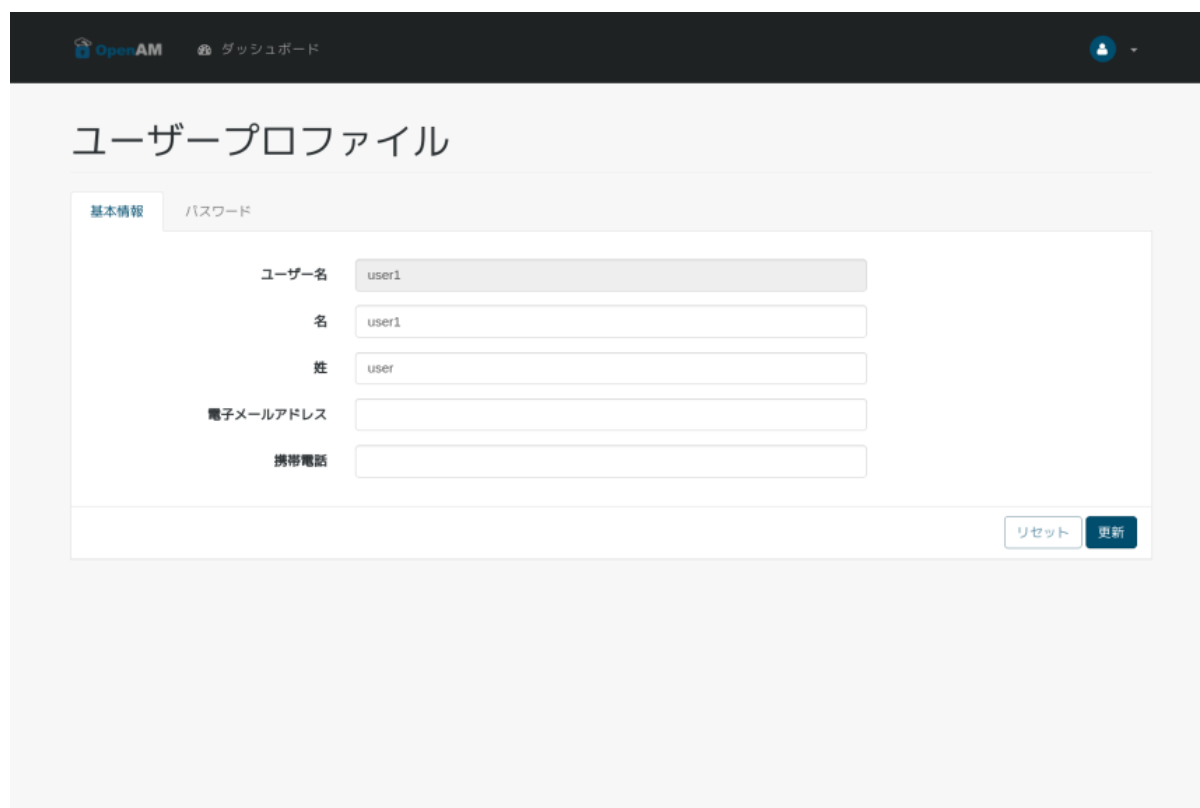 OpenAM ダッシュボード
ユーザープロファイル
基本情報 パスワード
ユーザー名 user1
名 user1
姓 user
電子メールアドレス
携帯電話
リセット 更新